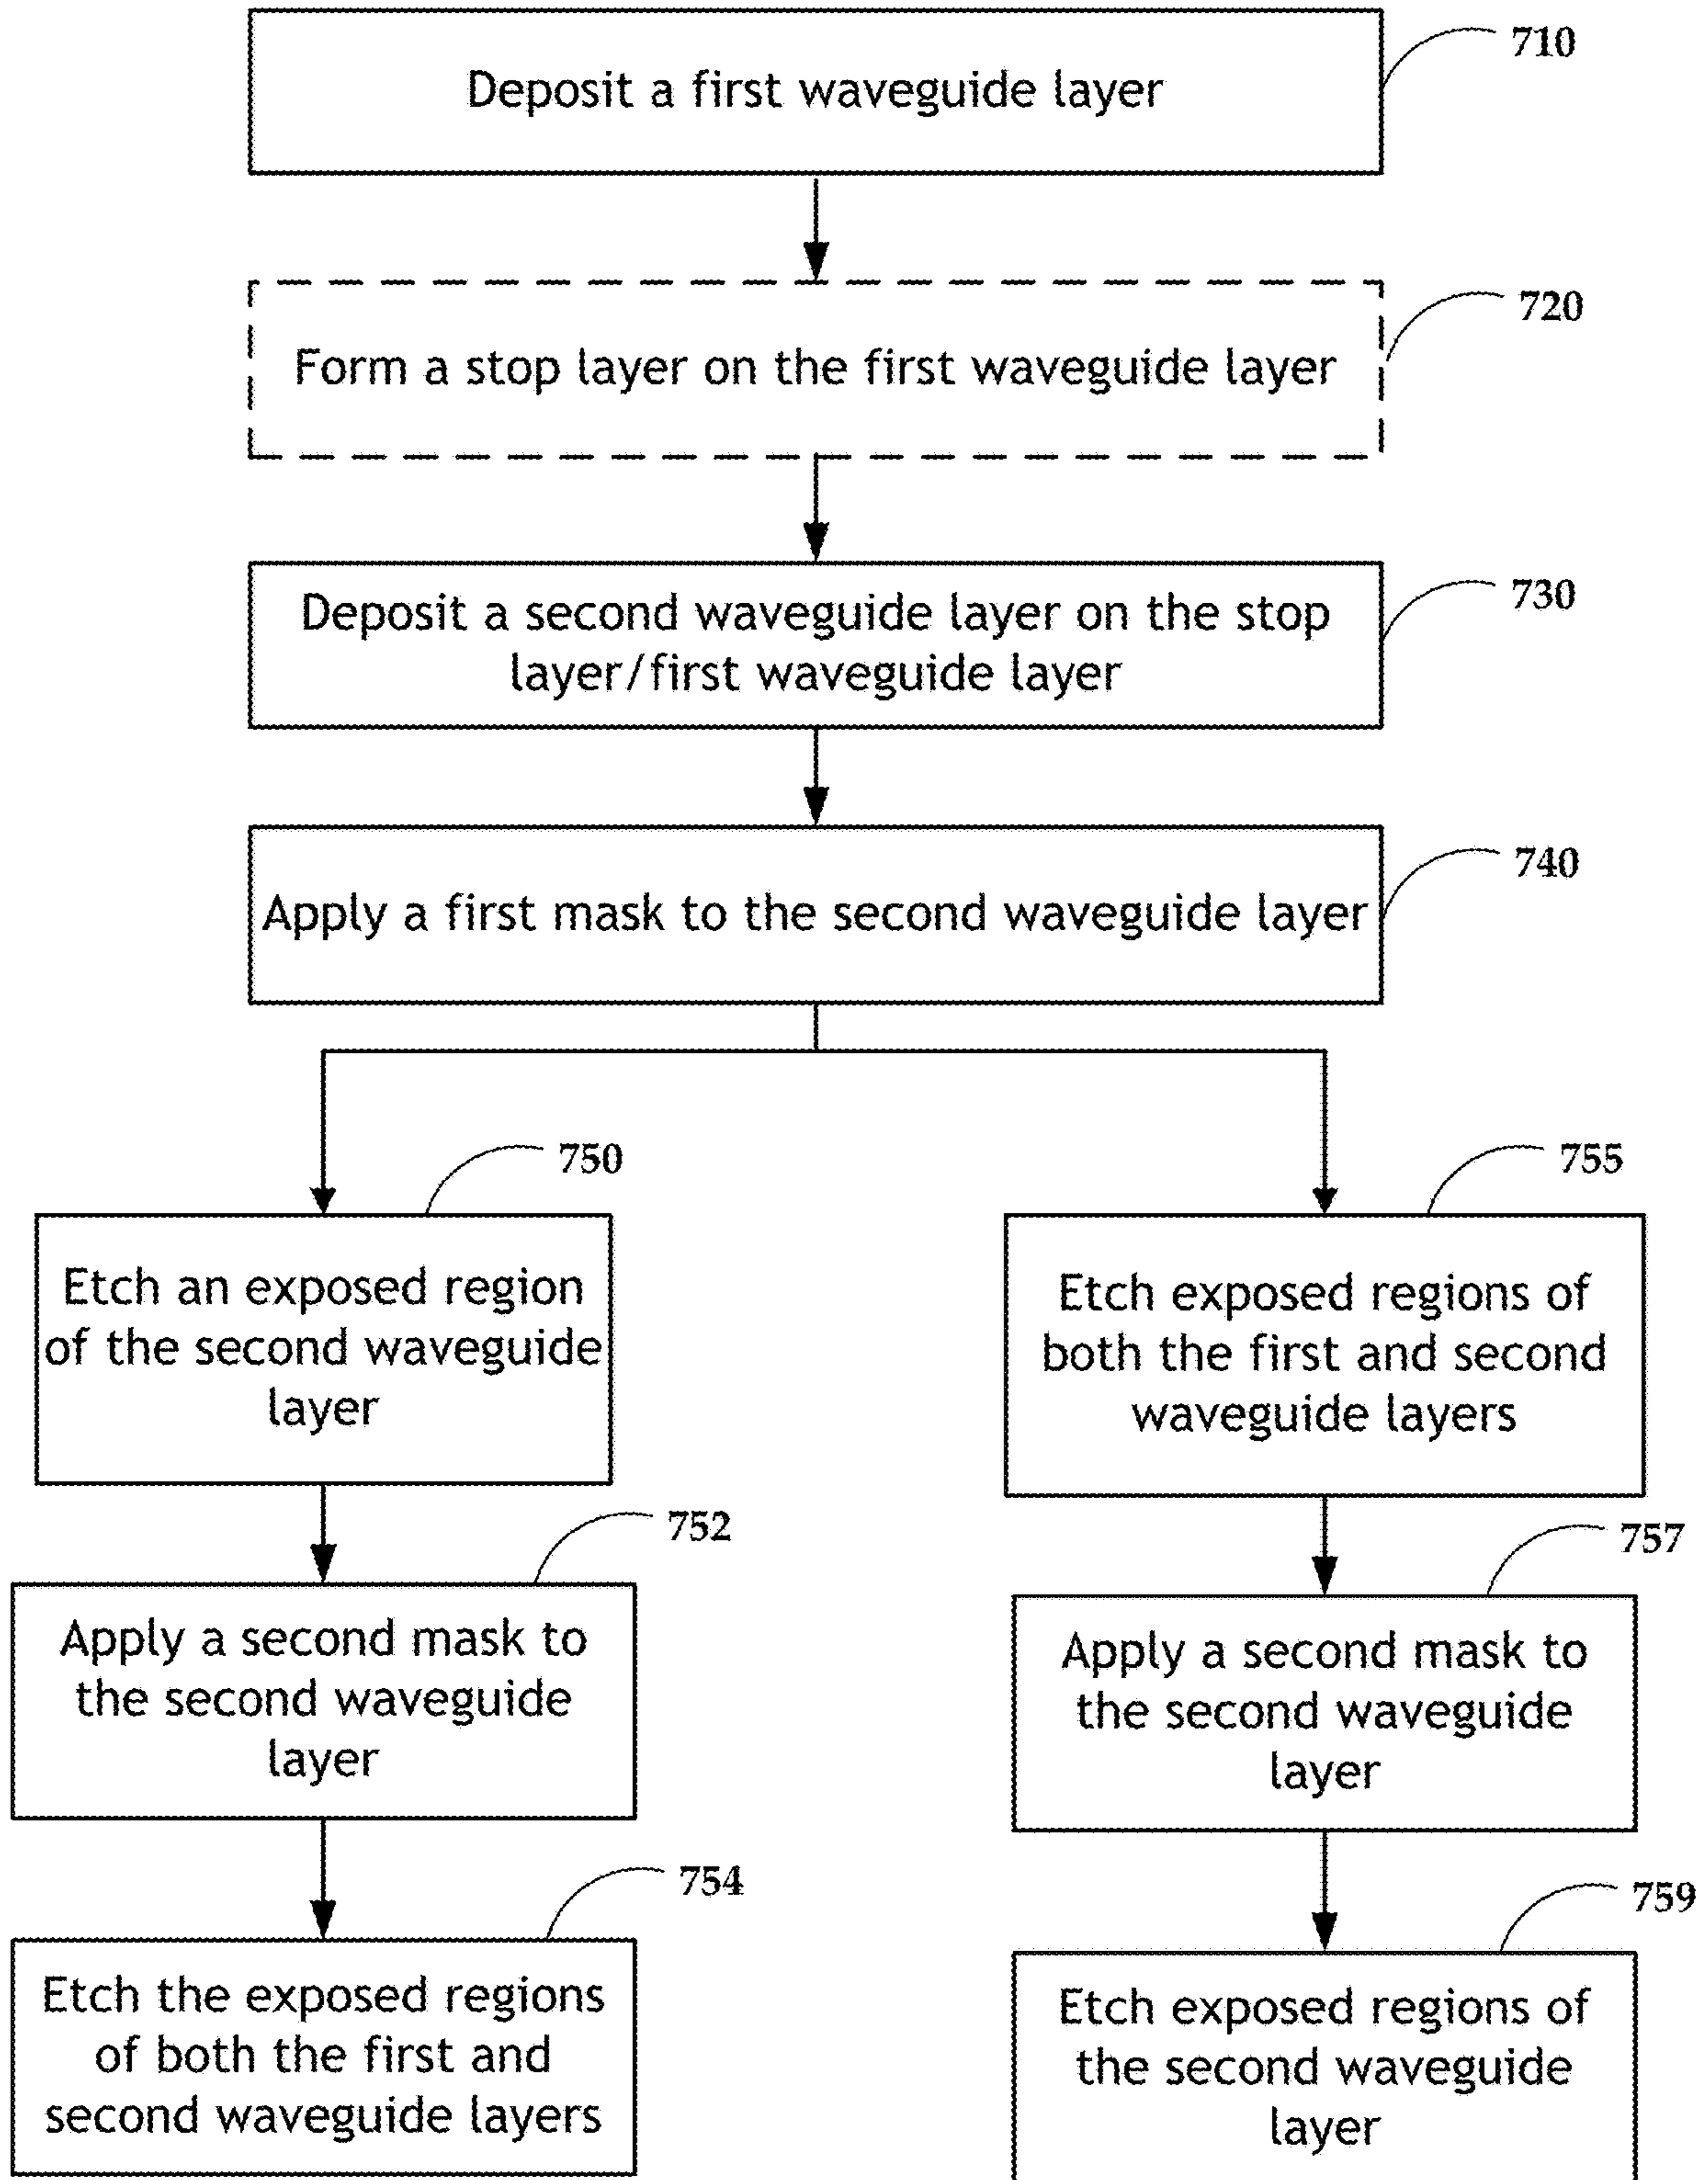 710
Deposit a first waveguide layer
720
Form a stop layer on the first waveguide layer
730
Deposit a second waveguide layer on the stop
layer/first waveguide layer
740
Apply a first mask to the second waveguide layer
750
Etch an exposed region
of the second waveguide
layer
752
Apply a second mask to
the second waveguide
layer
754
Etch the exposed regions
of both the first and
second waveguide layers
755
Etch exposed regions of
both the first and second
waveguide layers
757
Apply a second mask to
the second waveguide
layer
759
Etch exposed regions of
the second waveguide
layer